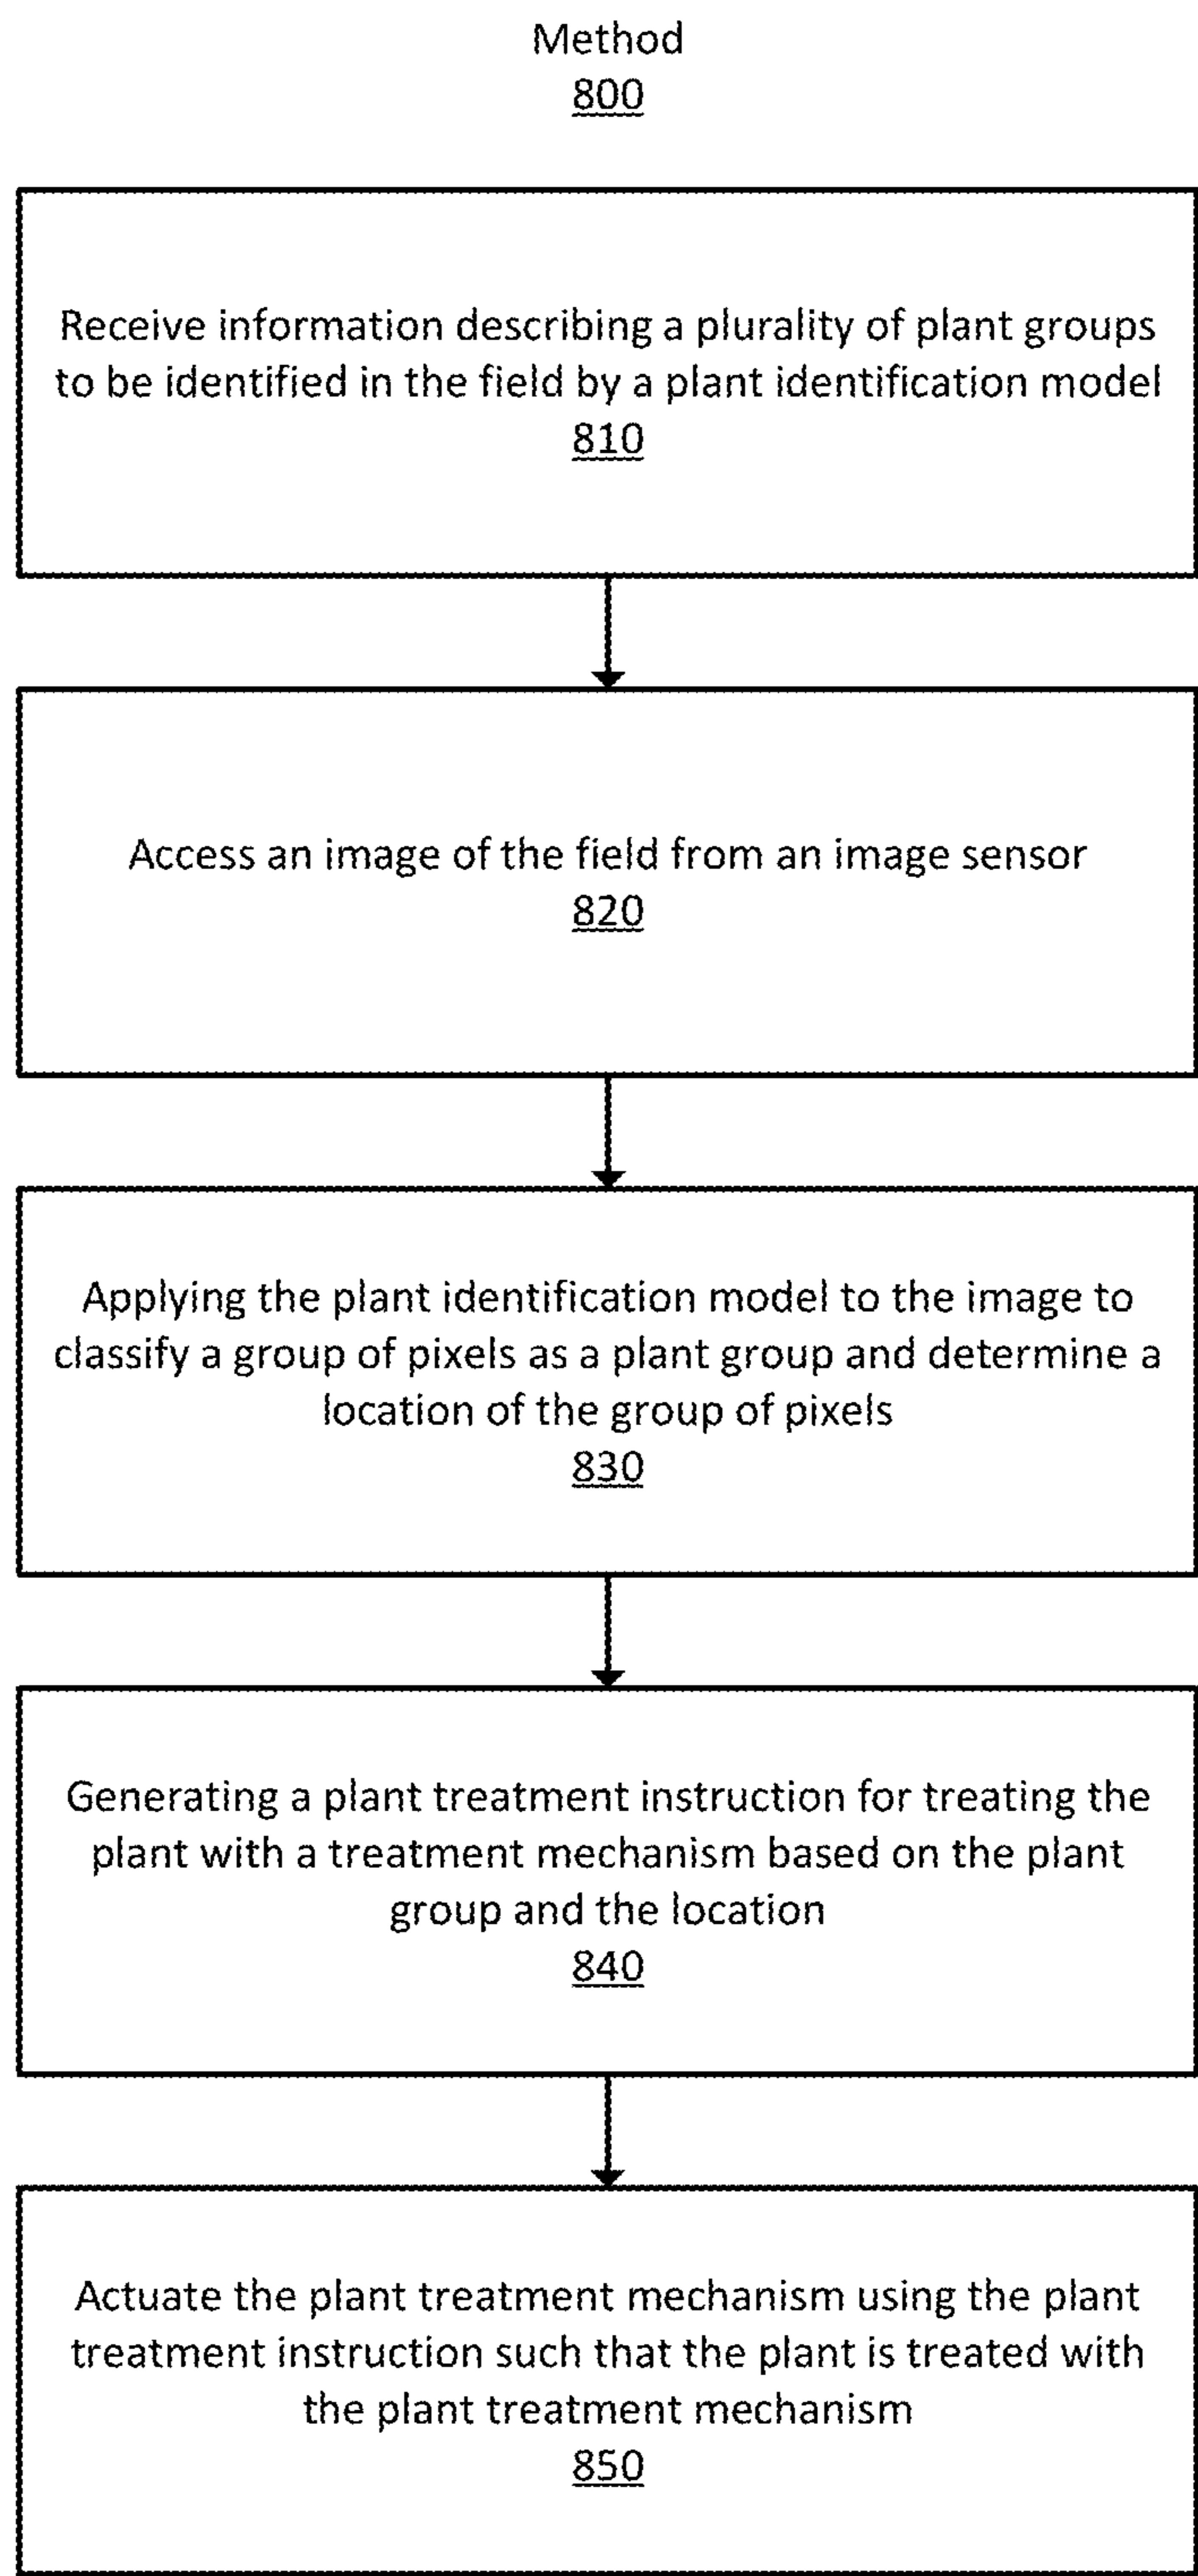 Method
800
Receive information describing a plurality of plant groups
to be identified in the field by a plant identification model
810
Access an image of the field from an image sensor
820
Applying the plant identification model to the image to
classify a group of pixels as a plant group and determine a
location of the group of pixels
830
Generating a plant treatment instruction for treating the
plant with a treatment mechanism based on the plant
group and the location
840
Actuate the plant treatment mechanism using the plant
treatment instruction such that the plant is treated with
the plant treatment mechanism
850